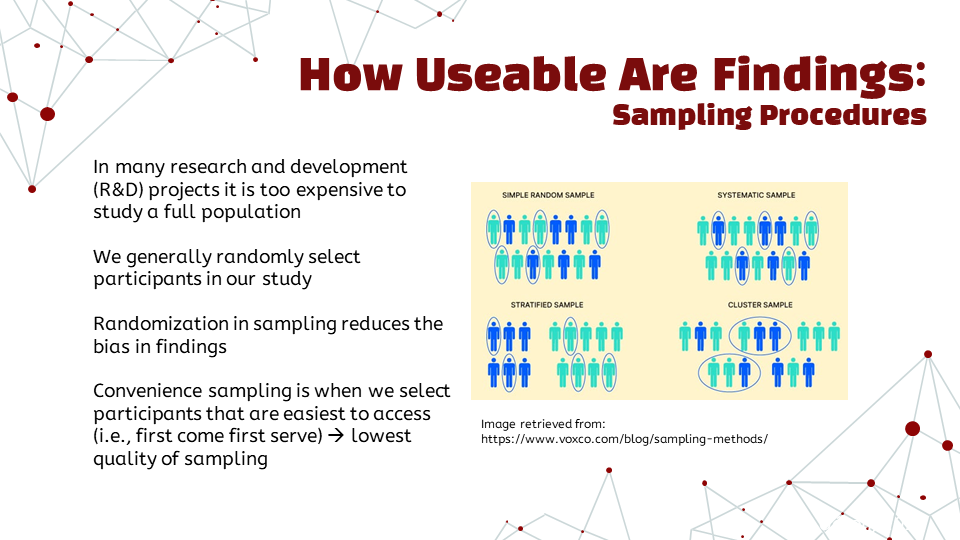 How Useable Are Findings:
Sampling Procedures
In many research and development
(R&D) projects it is too expensive to
study a full population
We generally randomly select
participants in our study
Randomization in sampling reduces the
bias in findings
Convenience sampling is when we select
participants that are easiest to access
(i.e., first come first serve) → lowest
quality of sampling
SIMPLE RANDOM SAMPLE
SYSTEMATIC SAMPLE
STRATIFIED SAMPLE
CLUSTER SAMPLE
Image retrieved from:
https://www.voxco.com/blog/sampling-methods/